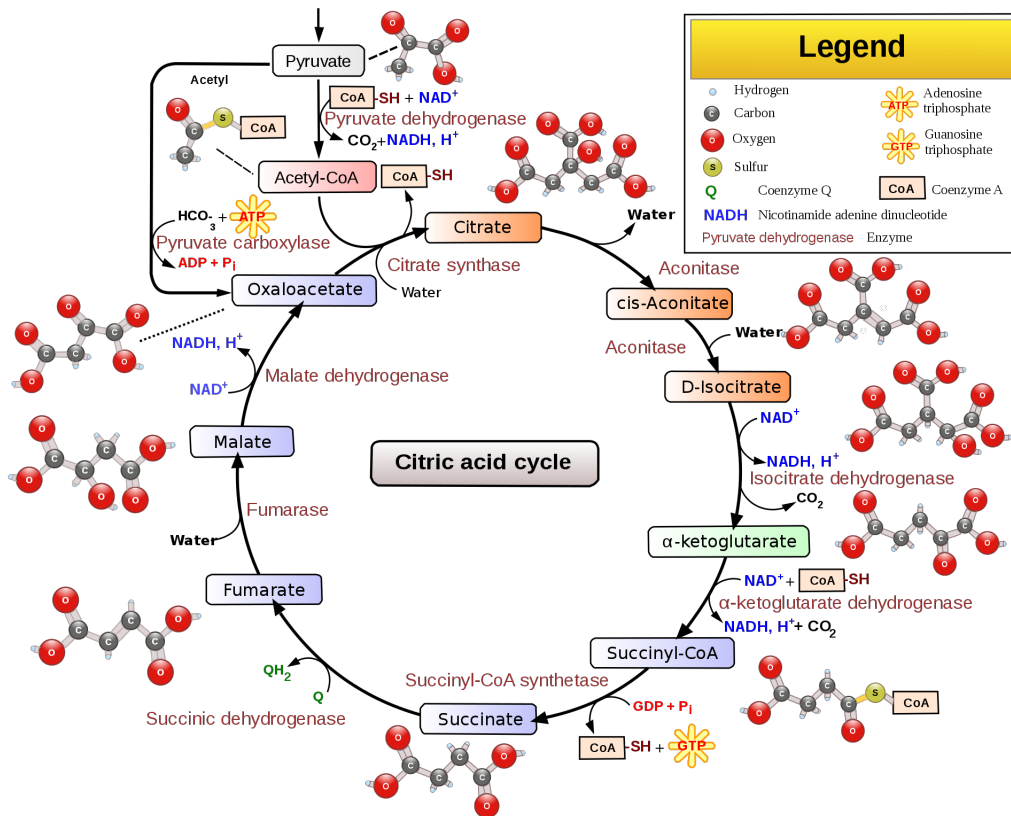 Pyruvate
Acetyl
CoA-SH + NAD+
Pyruvate dehydrogenase
CO2+NADH, H+
S
CoA
Acetyl-CoA
CoA-SH
HCO-3 + ATP
Pyruvate carboxylase
ADP + Pi
Citrate
Water
Citrate synthase
Water
Oxaloacetate
Aconitase
cis-Aconitate
Aconitase
Water
D-Isocitrate
NAD+
NADH, H+
Isocitrate dehydrogenase
CO2
α-ketoglutarate
NAD+ + CoA-SH
α-ketoglutarate dehydrogenase
NADH, H+ + CO2
Succinyl-CoA
S
CoA
Succinyl-CoA synthetase
GDP + Pi
CoA-SH + GTP
Succinate
QH2
Q
Succinic dehydrogenase
Fumarate
Water
Fumarase
Malate
NADH, H+
NAD+
Malate dehydrogenase
Citric acid cycle
Legend
Hydrogen
C Carbon
O Oxygen
S Sulfur
Q Coenzyme Q
ATP Adenosine
triphosphate
GTP Guanosine
triphosphate
CoA Coenzyme A
NADH Nicotinamide adenine dinucleotide
Pyruvate dehydrogenase Enzyme